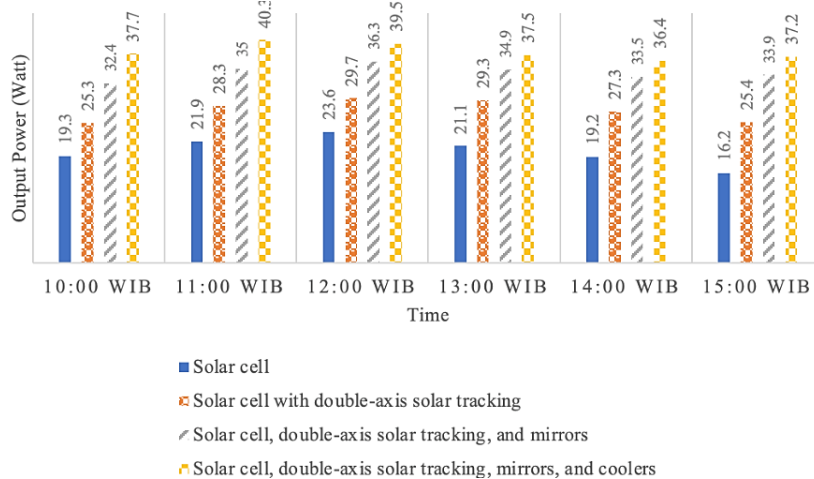 Output Power (Watt)
19.3
25.3
32.4
37.7
21.9
28.3
35
40.3
23.6
29.7
36.3
39.5
21.1
29.3
34.9
37.5
19.2
27.3
33.5
36.4
16.2
25.4
33.9
37.2
10:00 WIB
11:00 WIB
12:00 WIB
13:00 WIB
14:00 WIB
15:00 WIB
Time
Solar cell
Solar cell with double-axis solar tracking
Solar cell, double-axis solar tracking, and mirrors
Solar cell, double-axis solar tracking, mirrors, and coolers